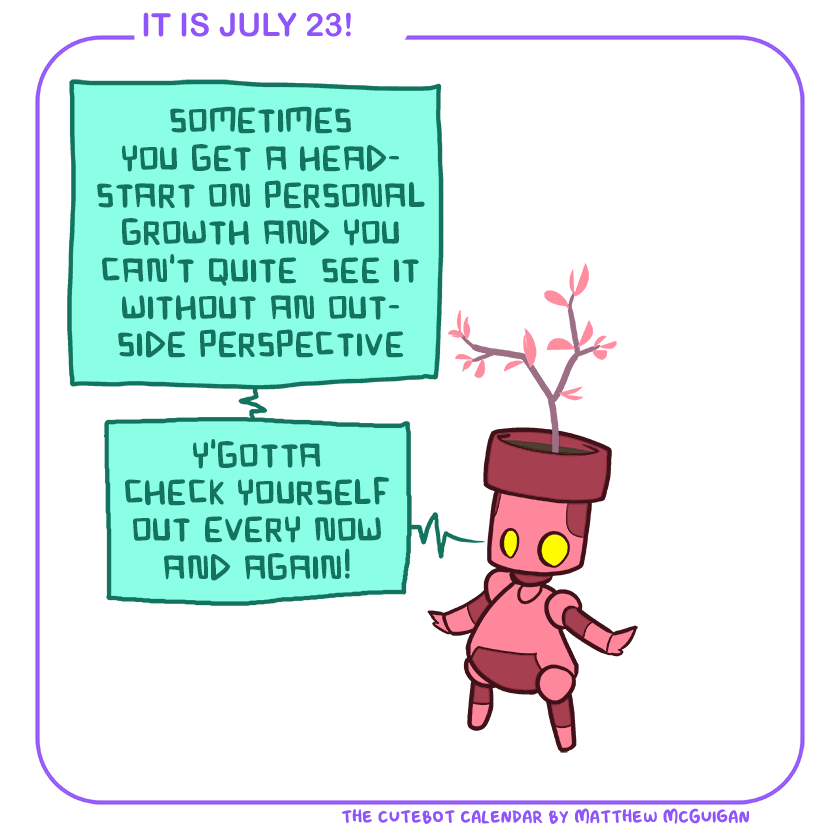 IT IS JULY 23!
SOMETIMES
YOU GET A HEAD-
START ON PERSONAL
GROWTH AND YOU
CAN'T QUITE SEE IT
WITHOUT AN OUT-
SIDE PERSPECTIVE
Y'GOTTA
CHECK YOURSELF
OUT EVERY NOW
AND AGAIN!
THE CUTEBOT CALENDAR BY MATTHEW MCGUIGAN